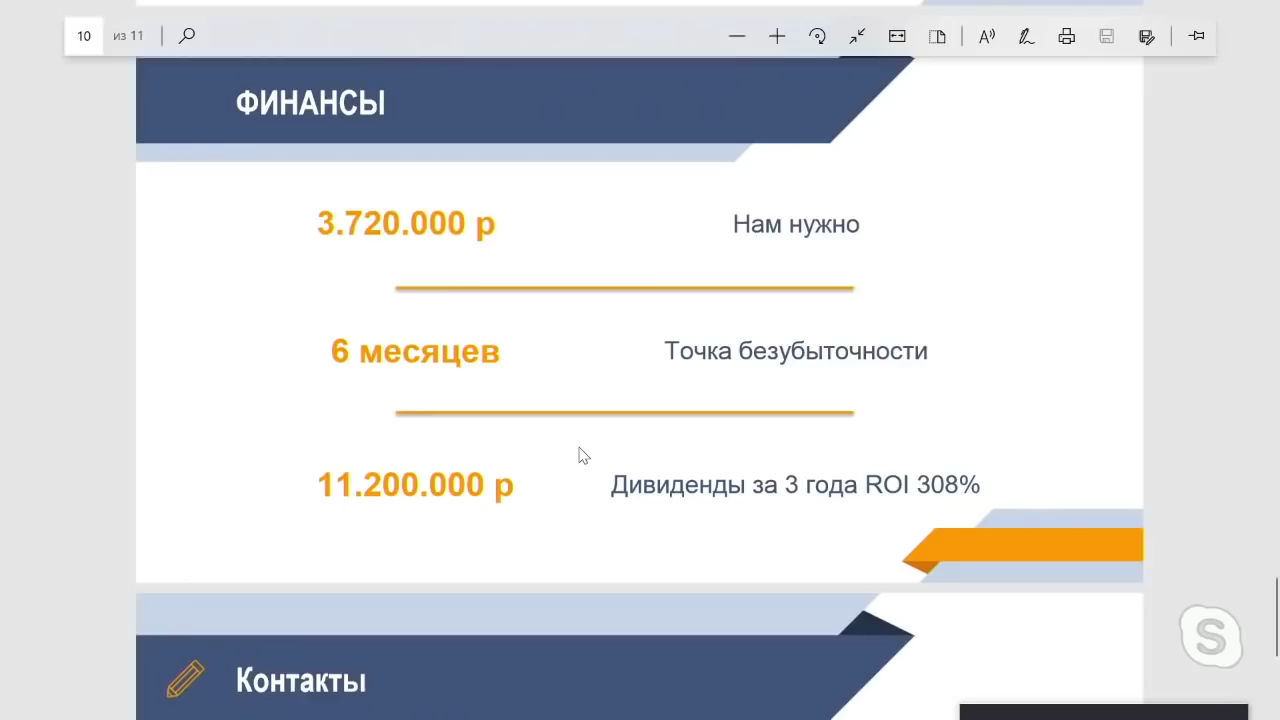 10 из 11
ФИНАНСЫ
3.720.000 р Нам нужно
6 месяцев Точка безубыточности
11.200.000 р Дивиденды за 3 года ROI 308%
Контакты